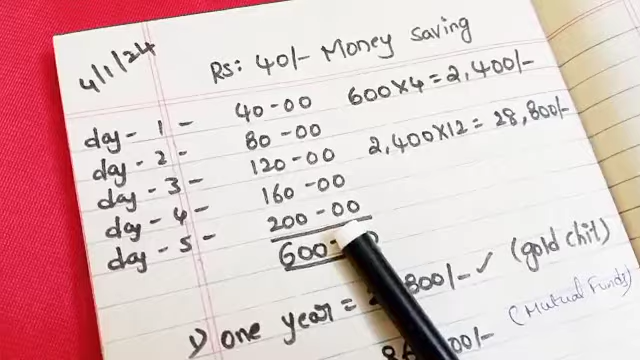 4/1/24
Rs: 40/- Money Saving
day - 1 - 40-00 600×4 = 2,400/-
day - 2 - 80-00
day - 3 - 120-00 2,400×12 = 28,800/-
day - 4 - 160-00
day - 5 - 200-00
600-
1) one year = 800/- ✓ (gold chit)
00/- (Mutual Funds)